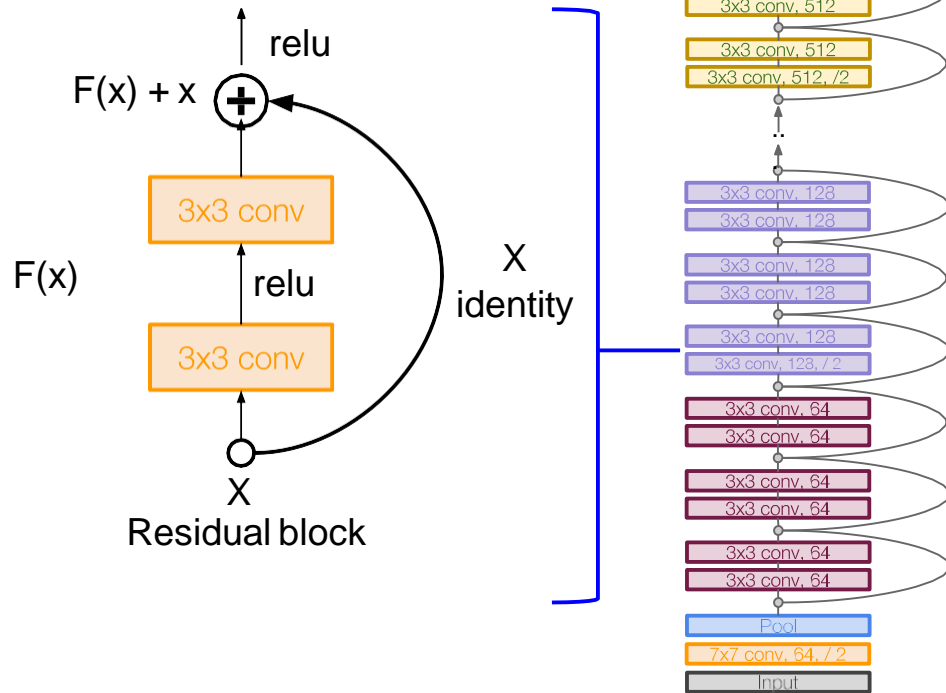 relu
F(x) + x
3x3 conv
F(x)
relu
X
identity
3x3 conv
X
Residual block
3x3 conv, 512
3x3 conv, 512
3x3 conv, 512, /2
..
3x3 conv, 128
3x3 conv, 128
3x3 conv, 128
3x3 conv, 128
3x3 conv, 128
3x3 conv, 128, / 2
3x3 conv, 64
3x3 conv, 64
3x3 conv, 64
3x3 conv, 64
3x3 conv, 64
3x3 conv, 64
Pool
7x7 conv, 64, / 2
Input